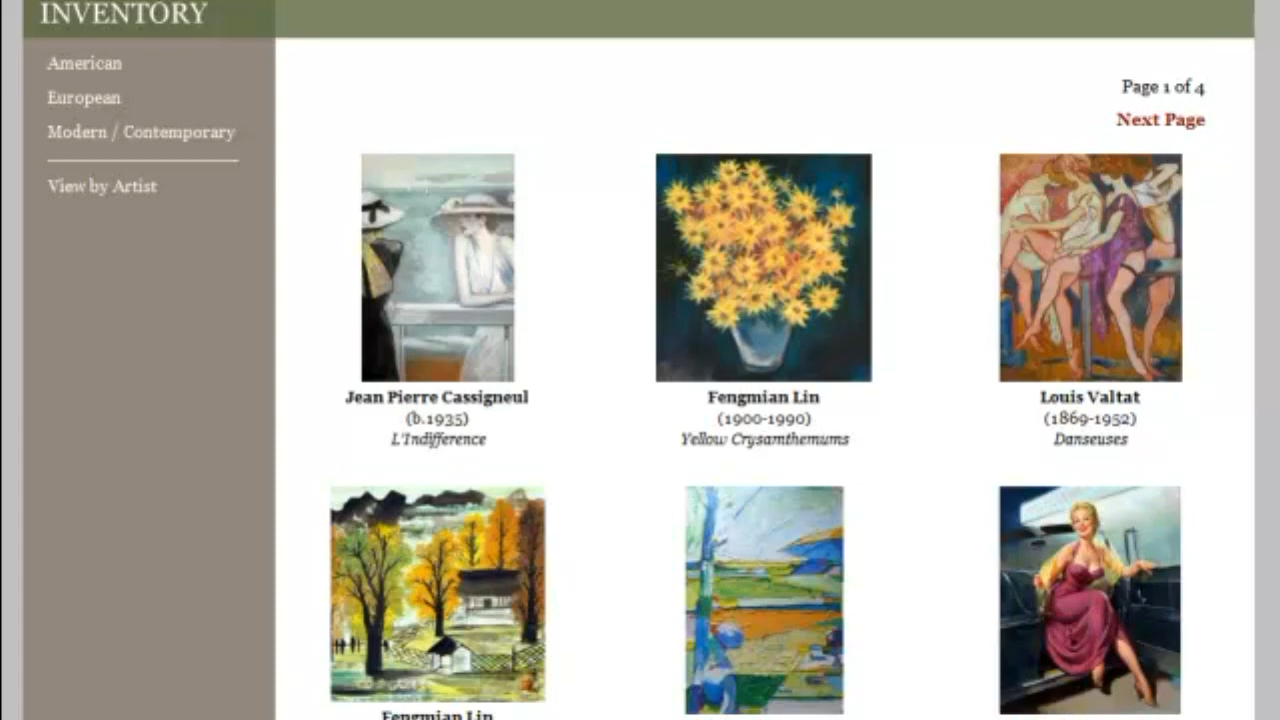 INVENTORY
American
European
Modern / Contemporary
View by Artist
Page 1 of 4
Next Page
Jean Pierre Cassigneul
(b.1935)
L'Indifference
Fengmian Lin
(1900-1990)
Yellow Crysamthemums
Louis Valtat
(1869-1952)
Danseuses
Fengmian Lin